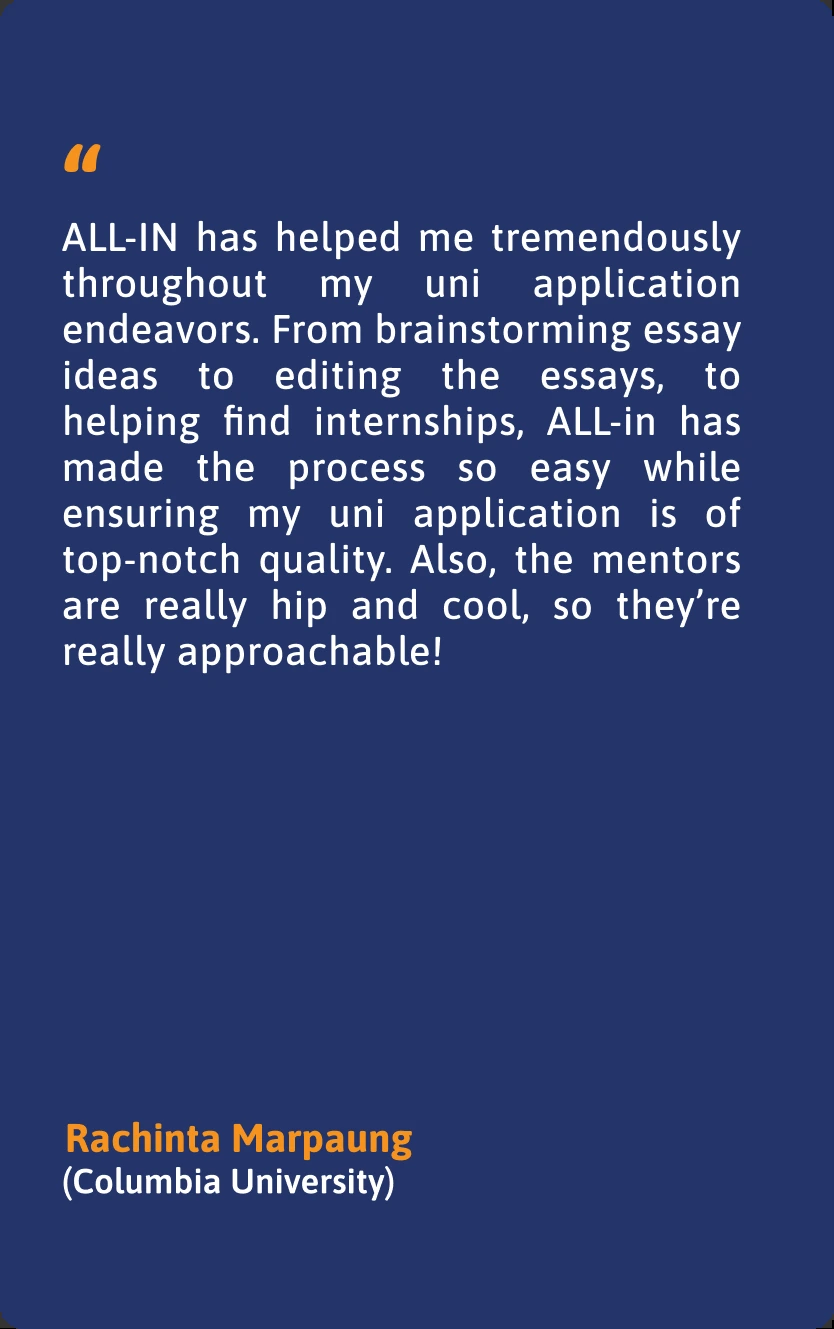 “
ALL-IN has helped me tremendously
throughout my uni application
endeavors. From brainstorming essay
ideas to editing the essays, to
helping find internships, ALL-in has
made the process so easy while
ensuring my uni application is of
top-notch quality. Also, the mentors
are really hip and cool, so they’re
really approachable!
Rachinta Marpaung
(Columbia University)